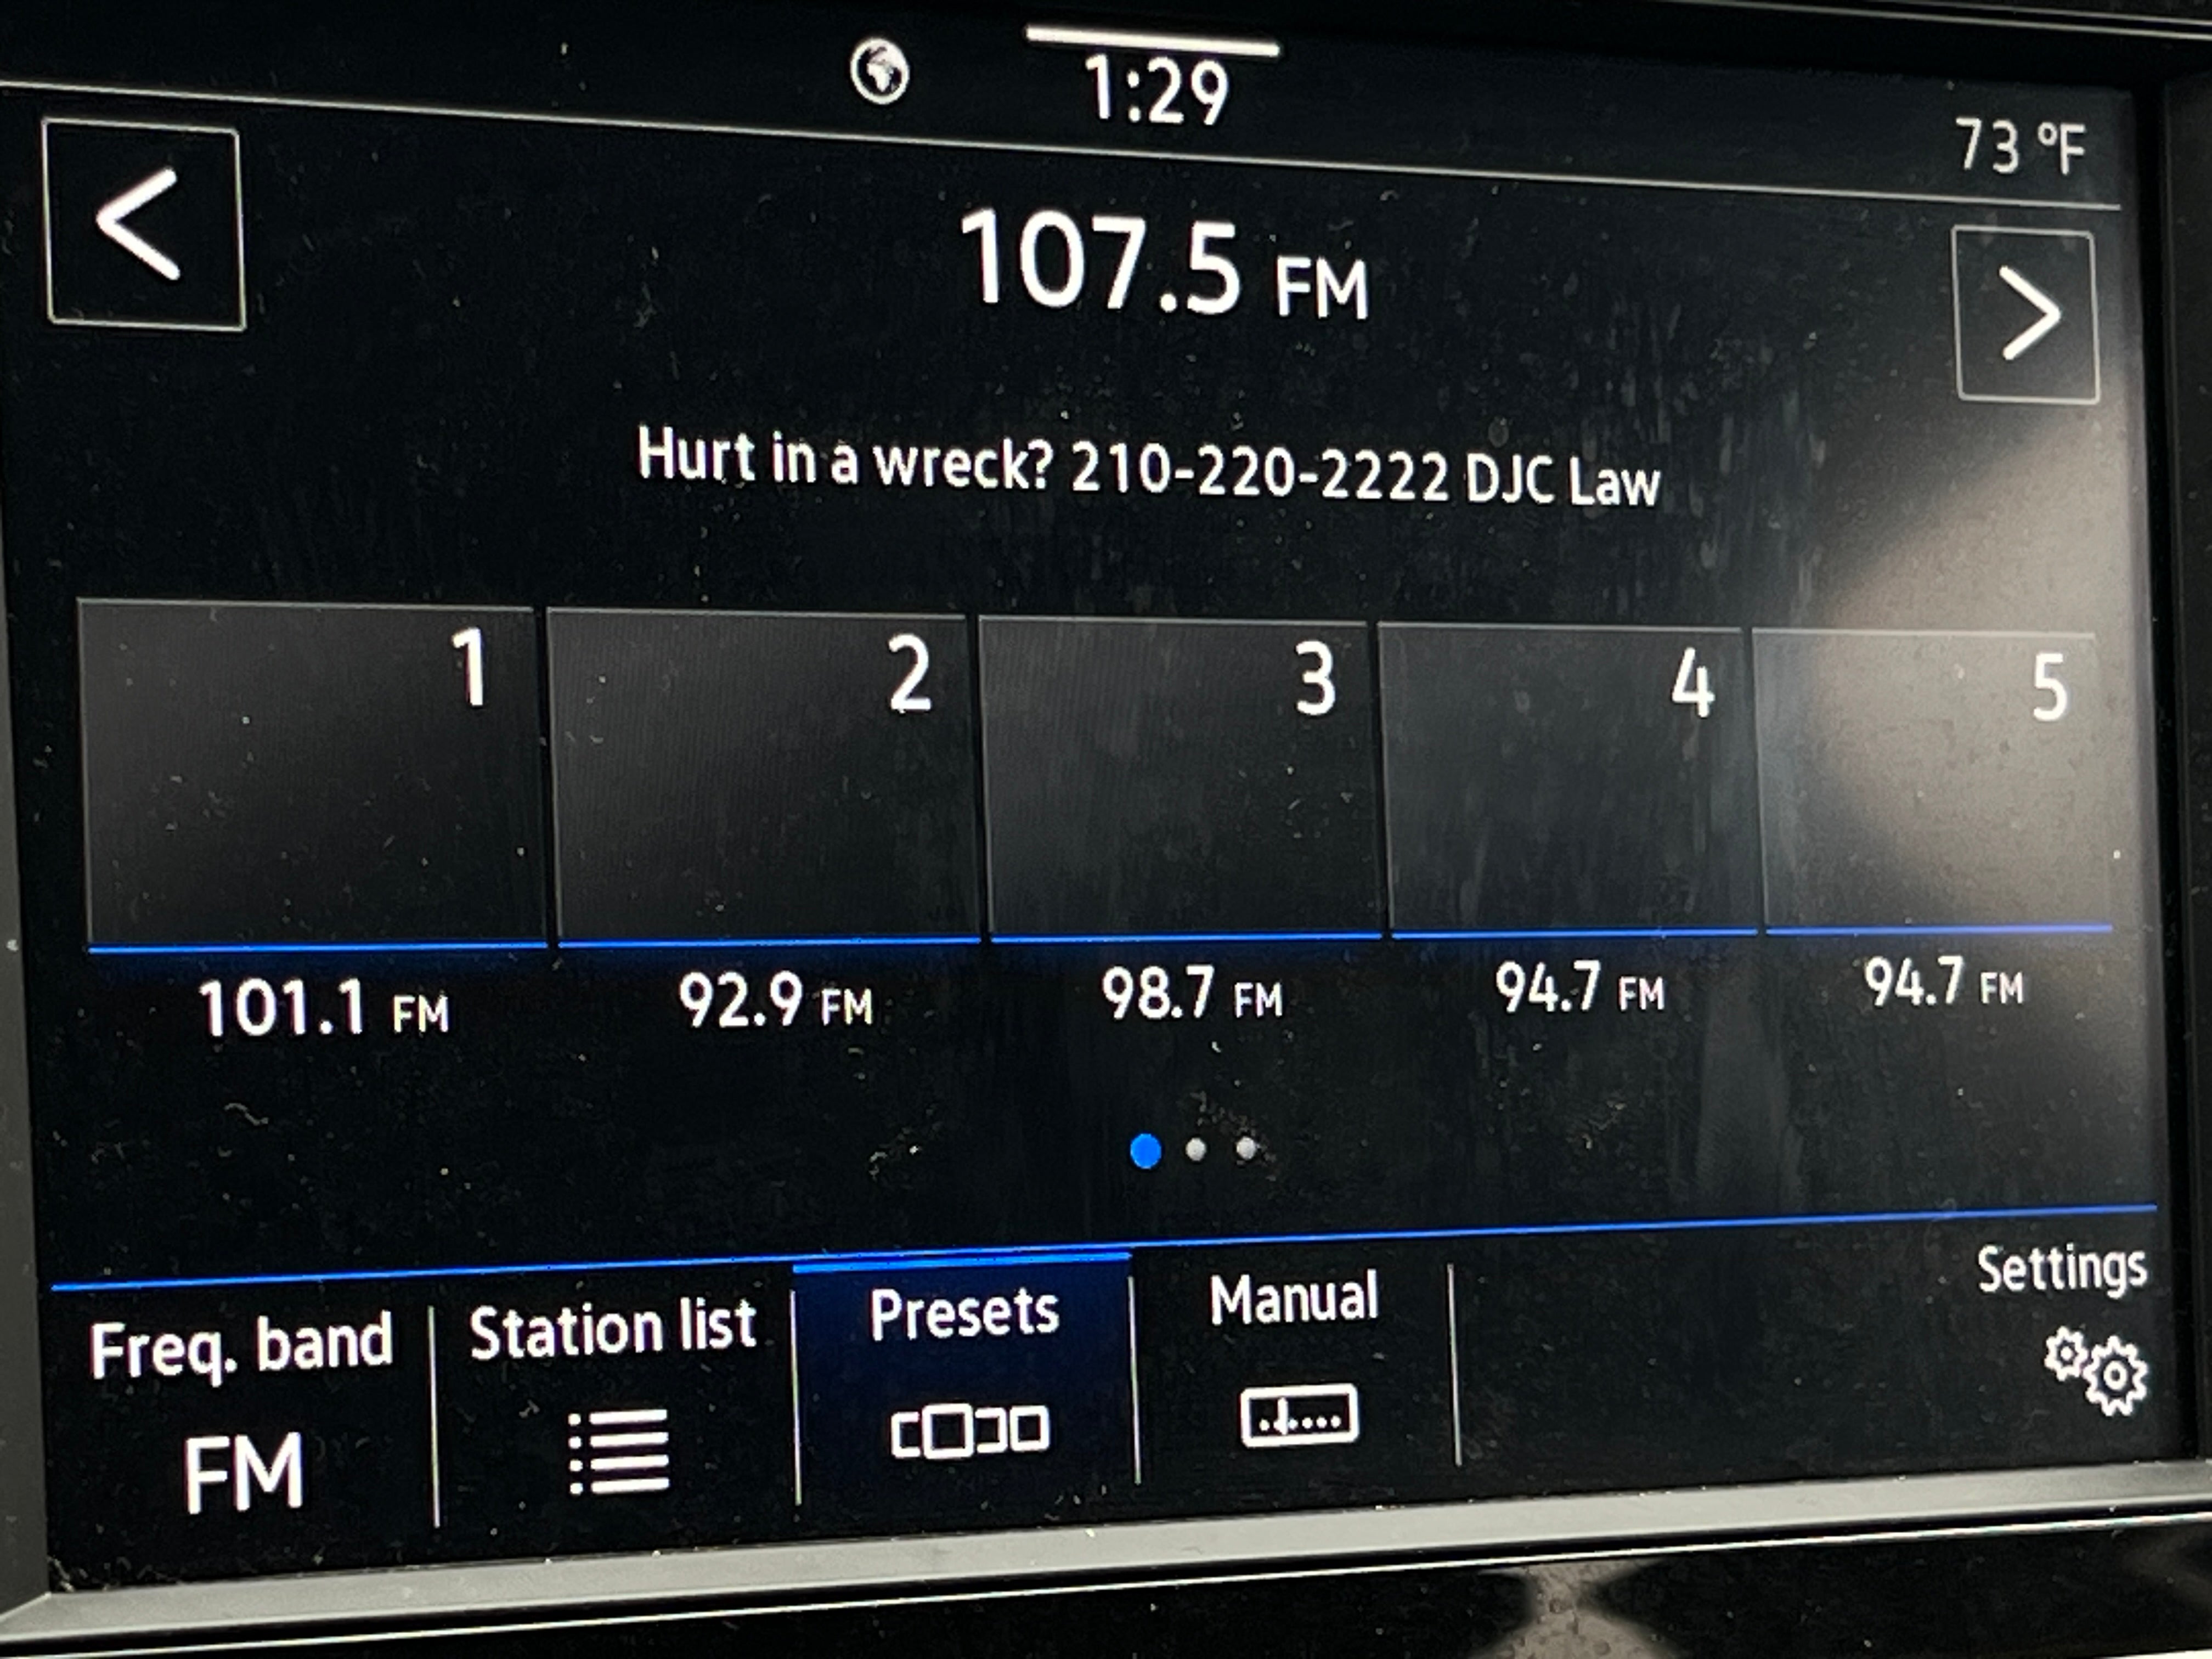 1:29
73 °F
107.5 FM
Hurt in a wreck? 210-220-2222 DJC Law
1 2 3 4 5
101.1 FM 92.9 FM 98.7 FM 94.7 FM 94.7 FM
Freq. band Station list Presets Manual Settings
FM